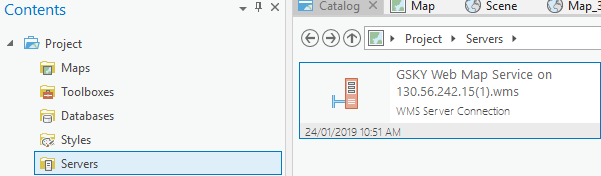 Contents
Project
Maps
Toolboxes
Databases
Styles
Servers
Catalog Map Scene Map_3
Project Servers
GSKY Web Map Service on
130.56.242.15(1).wms
WMS Server Connection
24/01/2019 10:51 AM